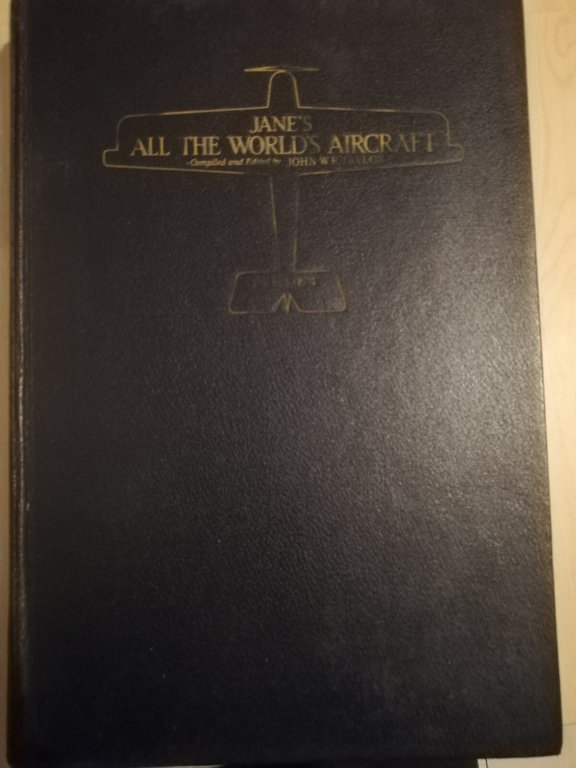 JANE'S
ALL THE WORLD'S AIRCRAFT
Compiled and Edited by JOHN W R TAYLOR